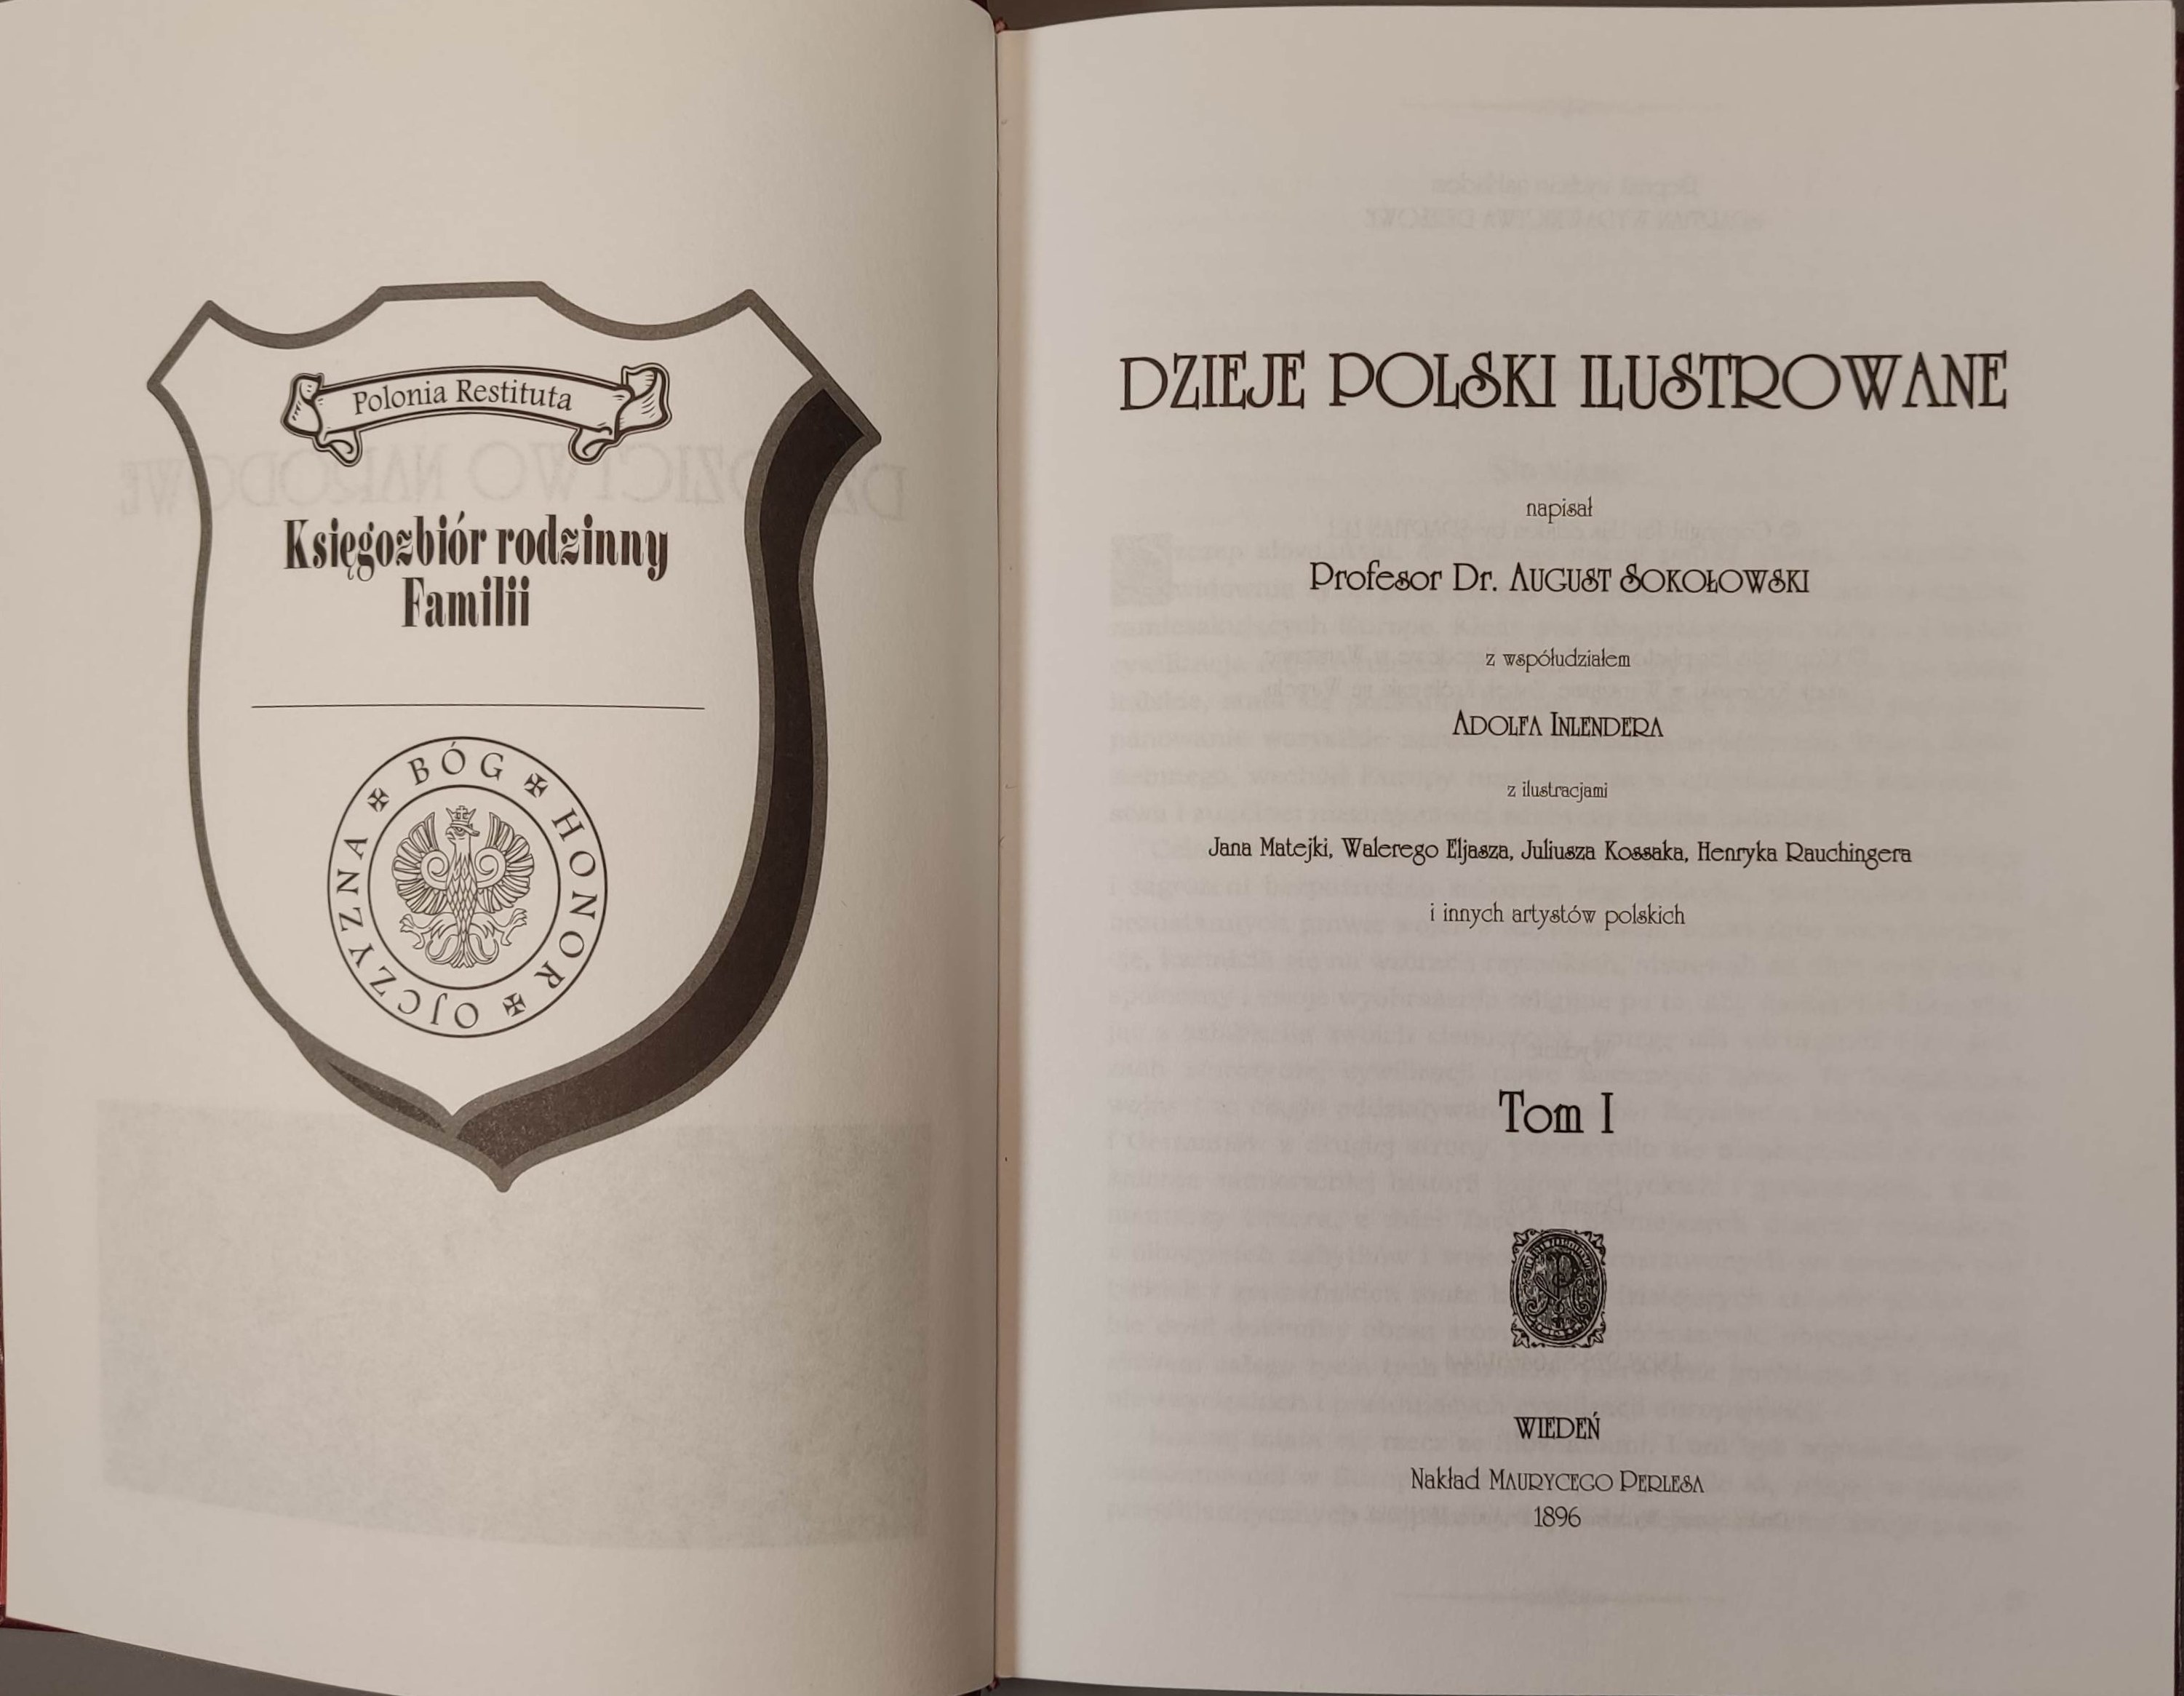 Polonia Restituta
Księgozbiór rodzinny
Familii
BÓG ✠ HONOR ✠ OJCZYZNA ✠
DZIEJE POLSKI ILUSTROWANE
napisał
Profesor Dr. AUGUST SOKOŁOWSKI
z współudziałem
ADOLFA INLENDERA
z ilustracjami
Jana Matejki, Walerego Eljasza, Juliusza Kossaka, Henryka Rauchingera
i innych artystów polskich
Tom I
WIEDEŃ
Nakład MAURYCEGO PERLESA
1896